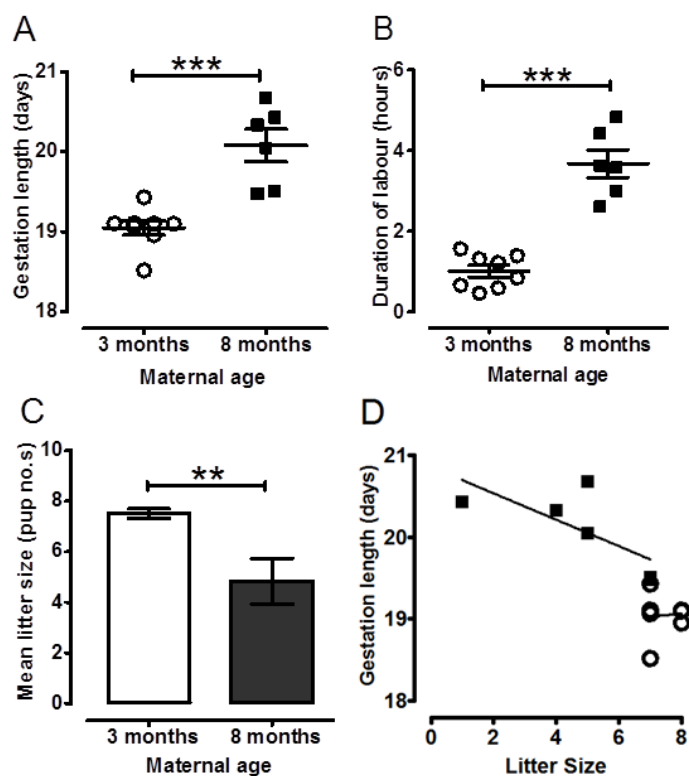 A
Gestation length (days)
21
20
19
18
***
3 months 8 months
Maternal age
B
Duration of labour (hours)
6
4
2
0
***
3 months 8 months
Maternal age
C
Mean litter size (pup no.s)
10
8
6
4
2
0
**
3 months 8 months
Maternal age
D
Gestation length (days)
21
20
19
18
0 2 4 6 8
Litter Size